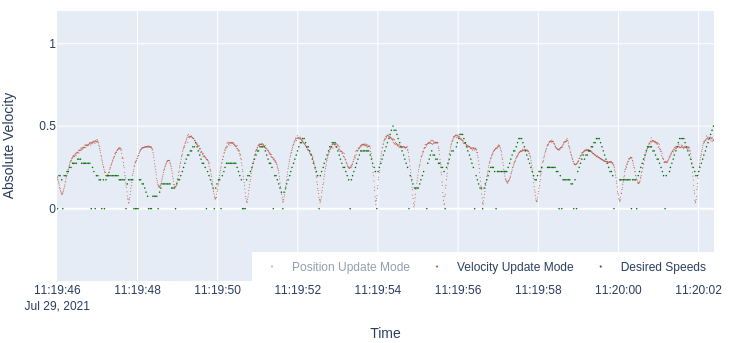 Absolute Velocity
1
0.5
0
Position Update Mode
Velocity Update Mode
Desired Speeds
11:19:46 11:19:48 11:19:50 11:19:52 11:19:54 11:19:56 11:19:58 11:20:00 11:20:02
Jul 29, 2021
Time